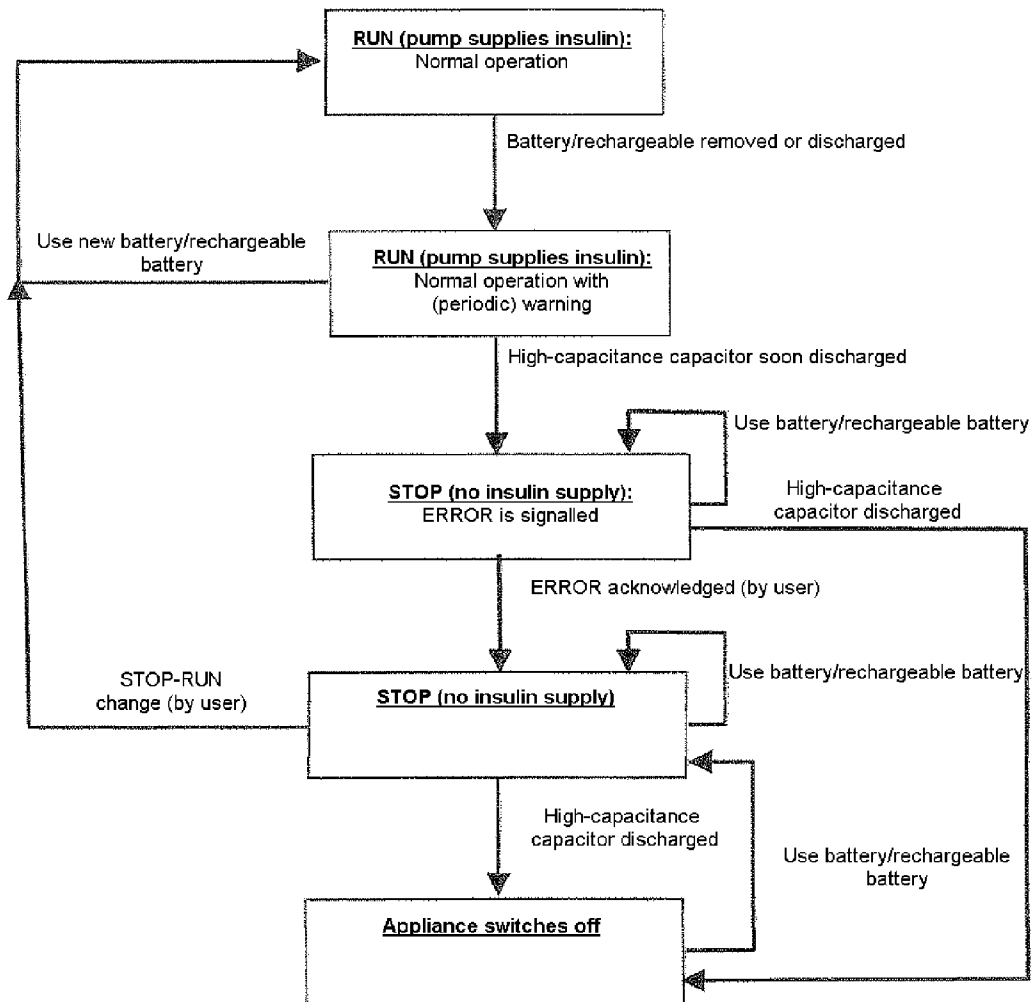 RUN (pump supplies insulin):
Normal operation
Battery/rechargeable removed or discharged
Use new battery/rechargeable
battery
RUN (pump supplies insulin):
Normal operation with
(periodic) warning
High-capacitance capacitor soon discharged
Use battery/rechargeable battery
STOP (no insulin supply):
ERROR is signalled
High-capacitance
capacitor discharged
ERROR acknowledged (by user)
Use battery/rechargeable battery
STOP-RUN
change (by user)
STOP (no insulin supply)
High-capacitance
capacitor discharged
Use battery/rechargeable
battery
Appliance switches off